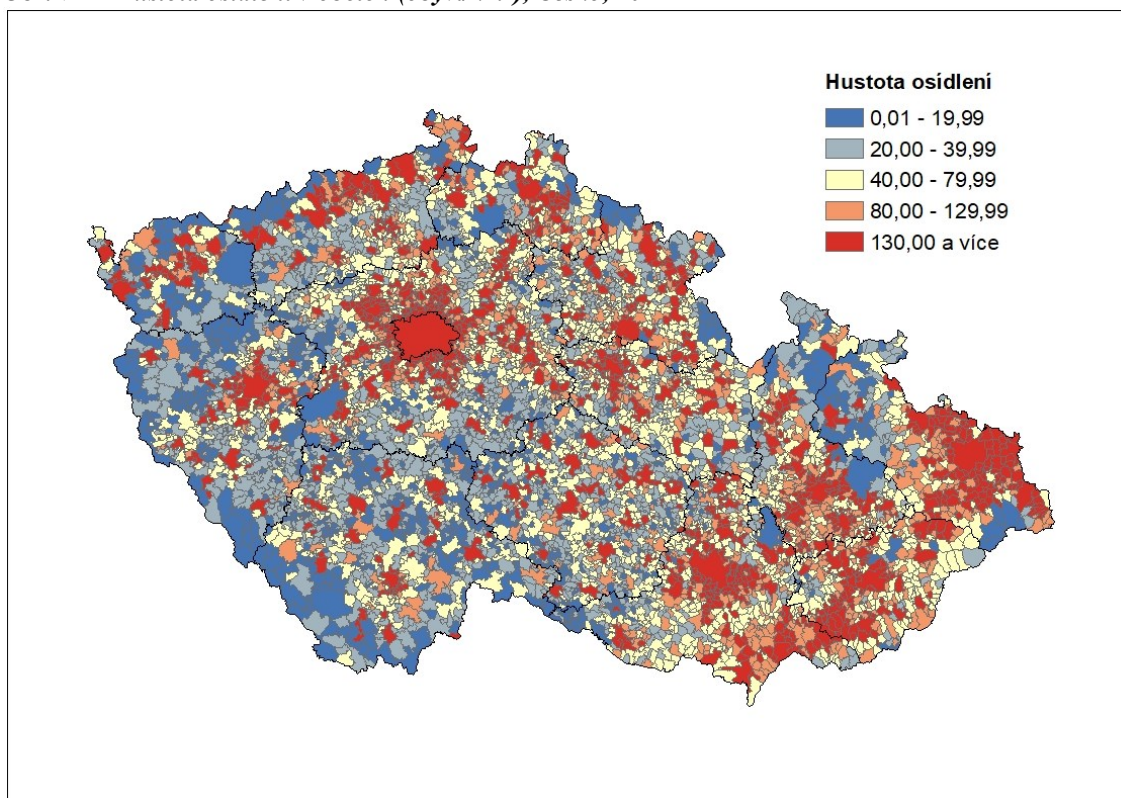 Hustota osídlení
0,01 - 19,99
20,00 - 39,99
40,00 - 79,99
80,00 - 129,99
130,00 a více